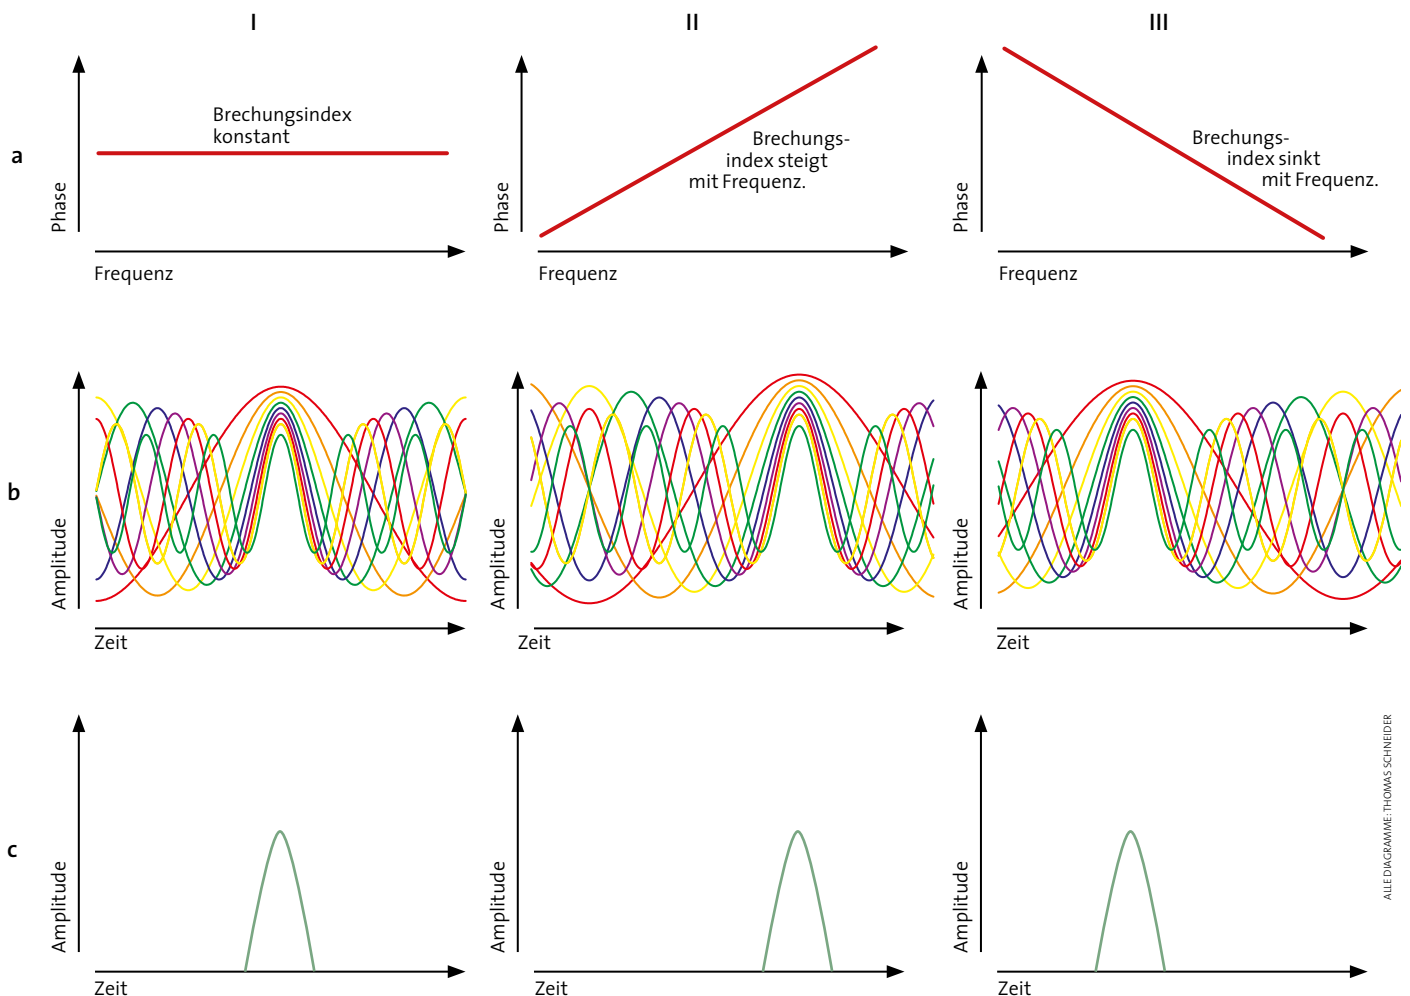 I
II
III
a
Phase
Brechungsindex
konstant
Frequenz
Phase
Brechungs-
index steigt
mit Frequenz.
Frequenz
Phase
Brechungs-
index sinkt
mit Frequenz.
Frequenz
b
Amplitude
Zeit
Amplitude
Zeit
Amplitude
Zeit
c
Amplitude
Zeit
Amplitude
Zeit
Amplitude
Zeit
ALLE DIAGRAMME: THOMAS SCHNEIDER